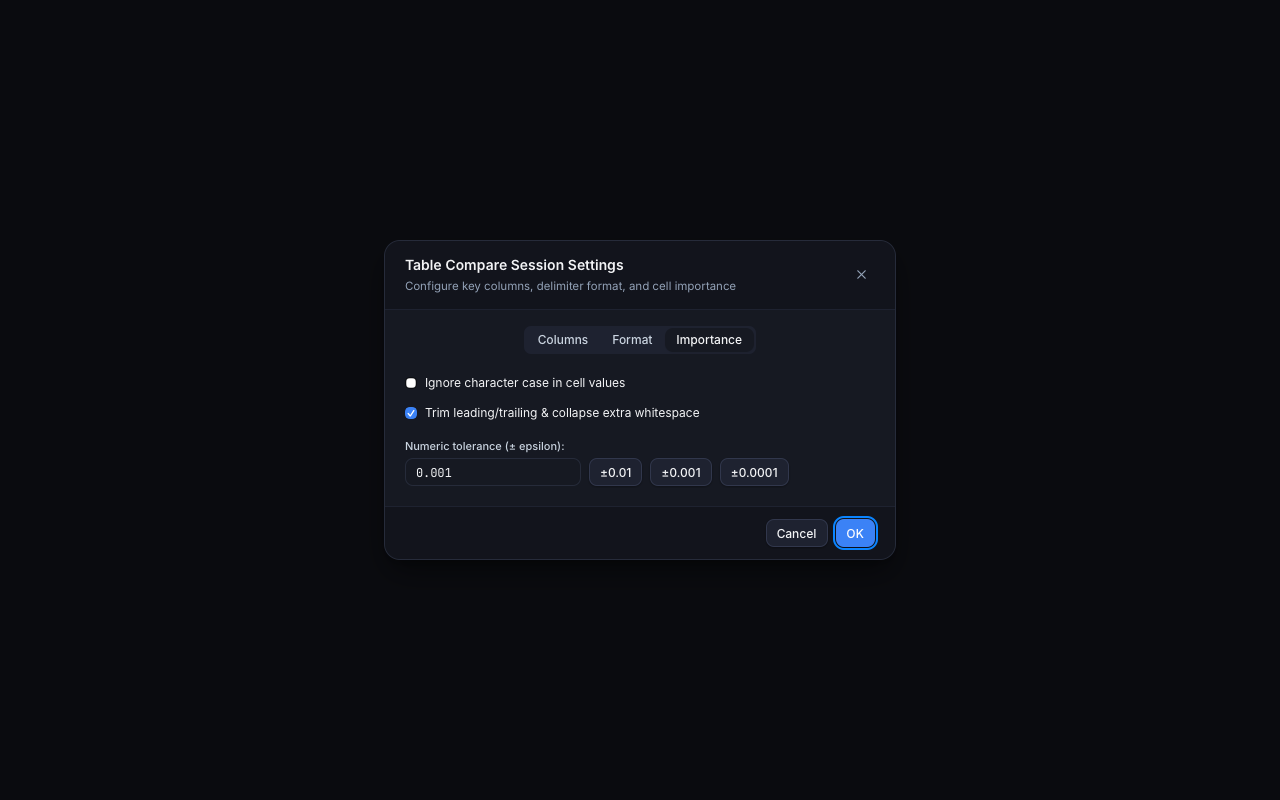 Table Compare Session Settings
Configure key columns, delimiter format, and cell importance
Columns Format Importance
Ignore character case in cell values
Trim leading/trailing & collapse extra whitespace
Numeric tolerance (± epsilon):
0.001 ±0.01 ±0.001 ±0.0001
Cancel OK